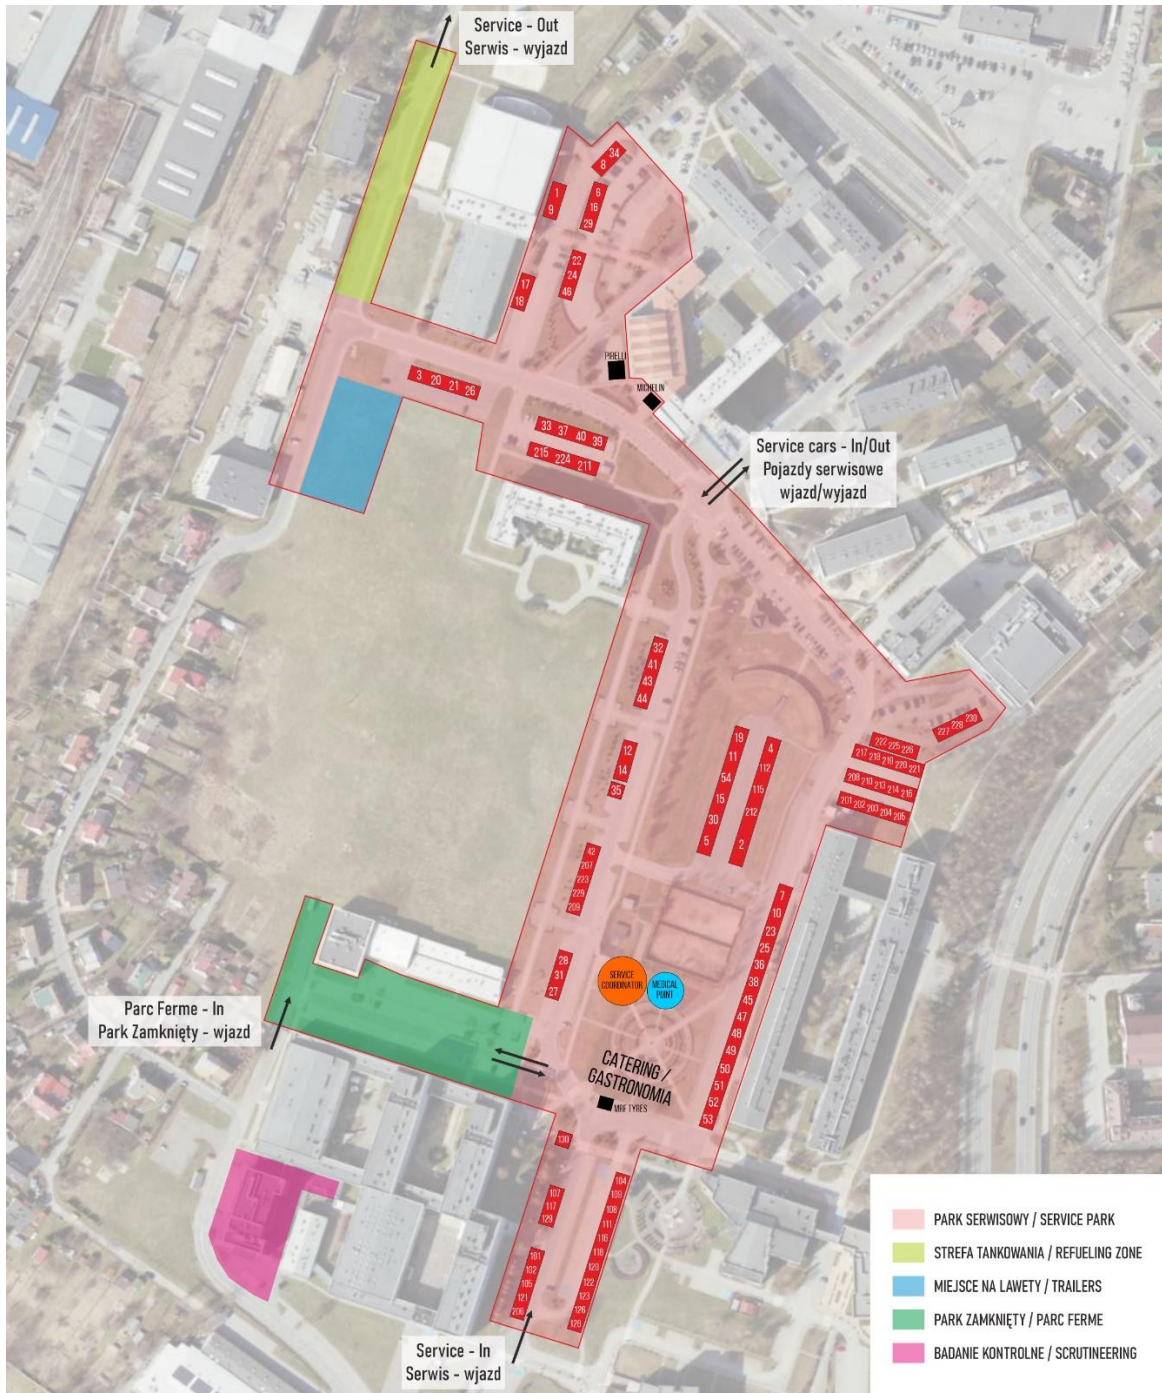 Service - Out
Serwis - wyjazd
34
8
1
9
6
16
29
22
24
46
17
18
PIRELLI
MICHELIN
3 20 21 26
33 37 40 39
215 224 211
Service cars - In/Out
Pojazdy serwisowe
wjazd/wyjazd
32
41
43
44
12
14
35
19
11
54
15
30
5
4
112
115
212
2
227 228 230
222 225 226
217 218 219 220 221
208 210 213 214 216
201 202 203 204 205
42
207
223
229
209
28
31
27
7
10
23
25
36
38
45
47
48
49
50
51
52
53
SERVICE
COORDINATOR
MEDICAL
POINT
Parc Ferme - In
Park Zamknięty - wjazd
CATERING /
GASTRONOMIA
MRF TYRES
130
107
117
129
101
102
105
121
206
104
109
108
111
116
118
120
122
123
126
128
Service - In
Serwis - wjazd
PARK SERWISOWY / SERVICE PARK
STREFA TANKOWANIA / REFUELING ZONE
MIEJSCE NA LAWETY / TRAILERS
PARK ZAMKNIĘTY / PARC FERME
BADANIE KONTROLNE / SCRUTINEERING